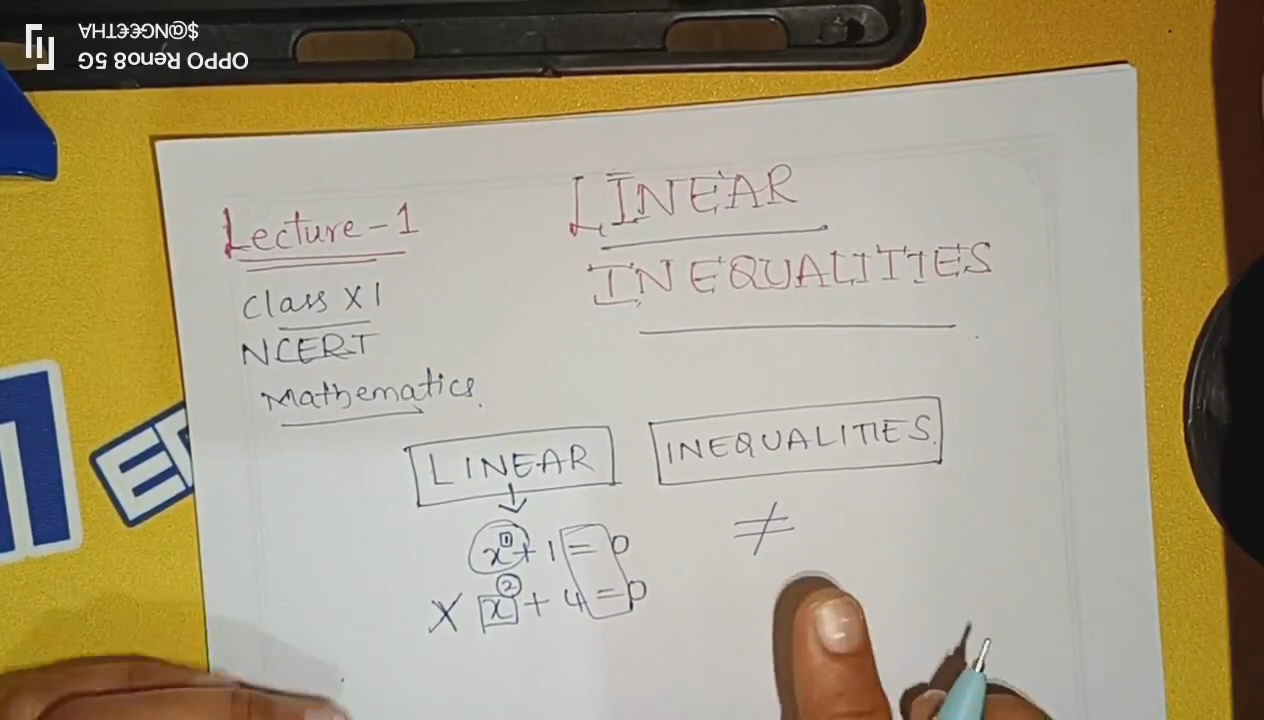 $@NGEETHA
OPPO Reno8 5G
Lecture-1
Class XI
NCERT
Mathematics.
LINEAR
INEQUALITIES
LINEAR
INEQUALITIES.
x¹ + 1 = 0
≠
X x² + 4 = 0